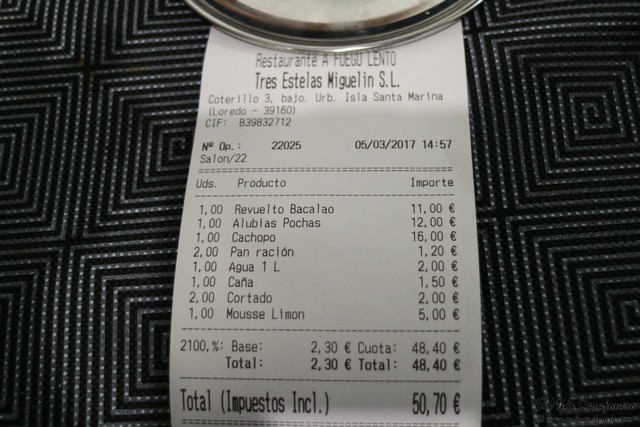 Restaurante A FUEGO LENTO
Tres Estelas Miguelin S.L.
Coterillo 3, bajo. Urb. Isla Santa Marina
(Loredo - 39160)
CIF: B39832712
Nº Op.: 22025 05/03/2017 14:57
Salon/22
Uds. Producto Importe
1,00 Revuelto Bacalao 11,00 €
1,00 Alubias Pochas 12,00 €
1,00 Cachopo 16,00 €
2,00 Pan ración 1,20 €
1,00 Agua 1 L 2,00 €
1,00 Caña 1,50 €
2,00 Cortado 2,00 €
1,00 Mousse Limon 5,00 €
2100,%: Base: 2,30 € Cuota: 48,40 €
Total: 2,30 € Total: 48,40 €
Total (Impuestos Incl.) 50,70 €